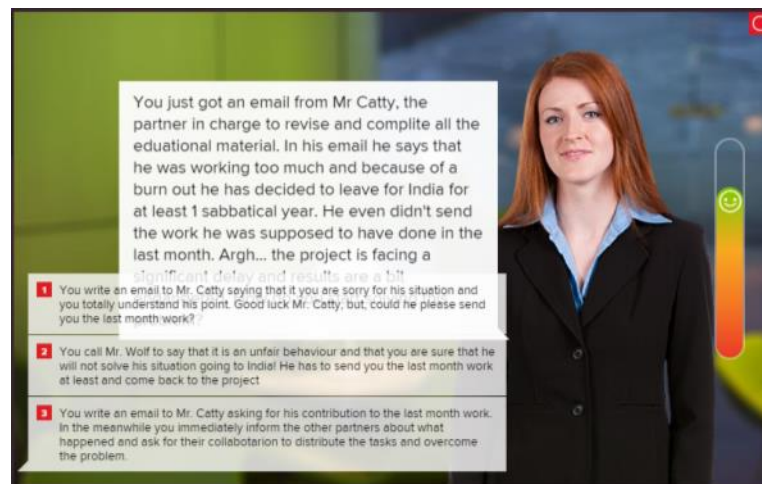 You just got an email from Mr Catty, the
partner in charge to revise and complite all the
eduational material. In his email he says that
he was working too much and because of a
burn out he has decided to leave for India for
at least 1 sabbatical year. He even didn't send
the work he was supposed to have done in the
last month. Argh... the project is facing a
significant delay and results are a bit
1 You write an email to Mr. Catty saying that it you are sorry for his situation and
you totally understand his point. Good luck Mr. Catty, but, could he please send
you the last month work?
2 You call Mr. Wolf to say that it is an unfair behaviour and that you are sure that he
will not solve his situation going to India! He has to send you the last month work
at least and come back to the project
3 You write an email to Mr. Catty asking for his contribution to the last month work.
In the meanwhile you immediately inform the other partners about what
happened and ask for their collabotarion to distribute the tasks and overcome
the problem.